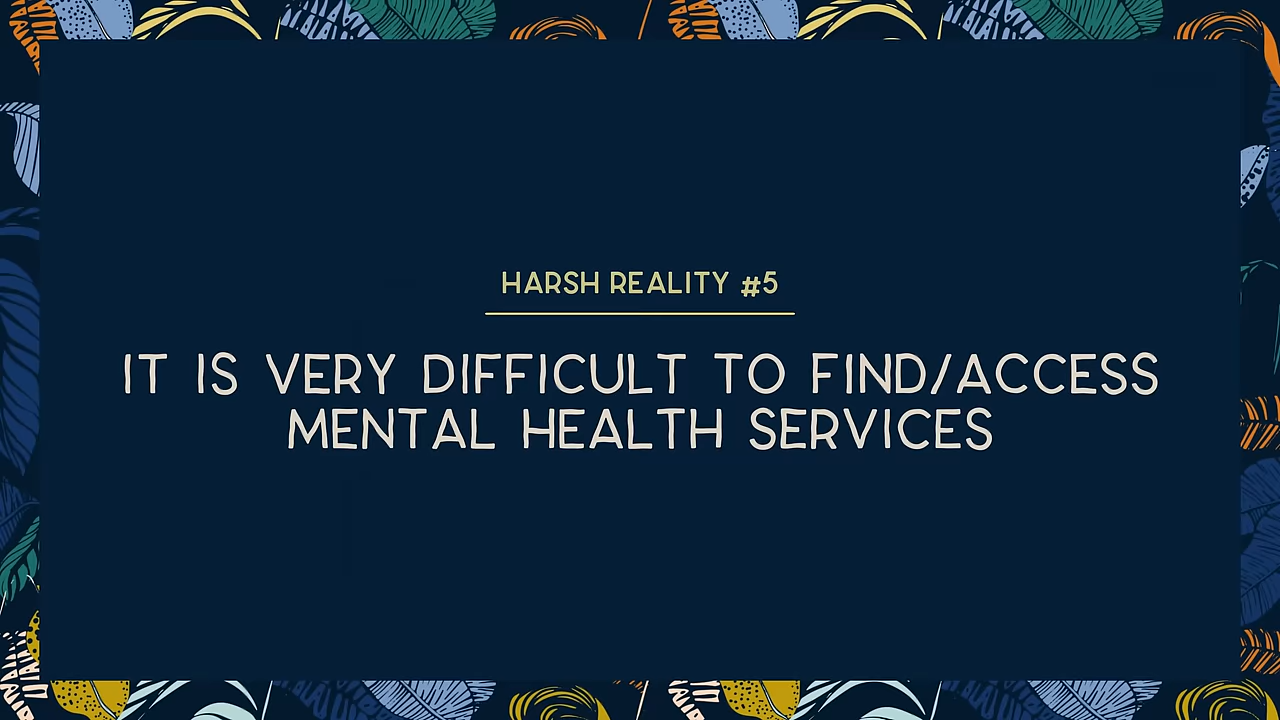 HARSH REALITY #5
IT IS VERY DIFFICULT TO FIND/ACCESS
MENTAL HEALTH SERVICES